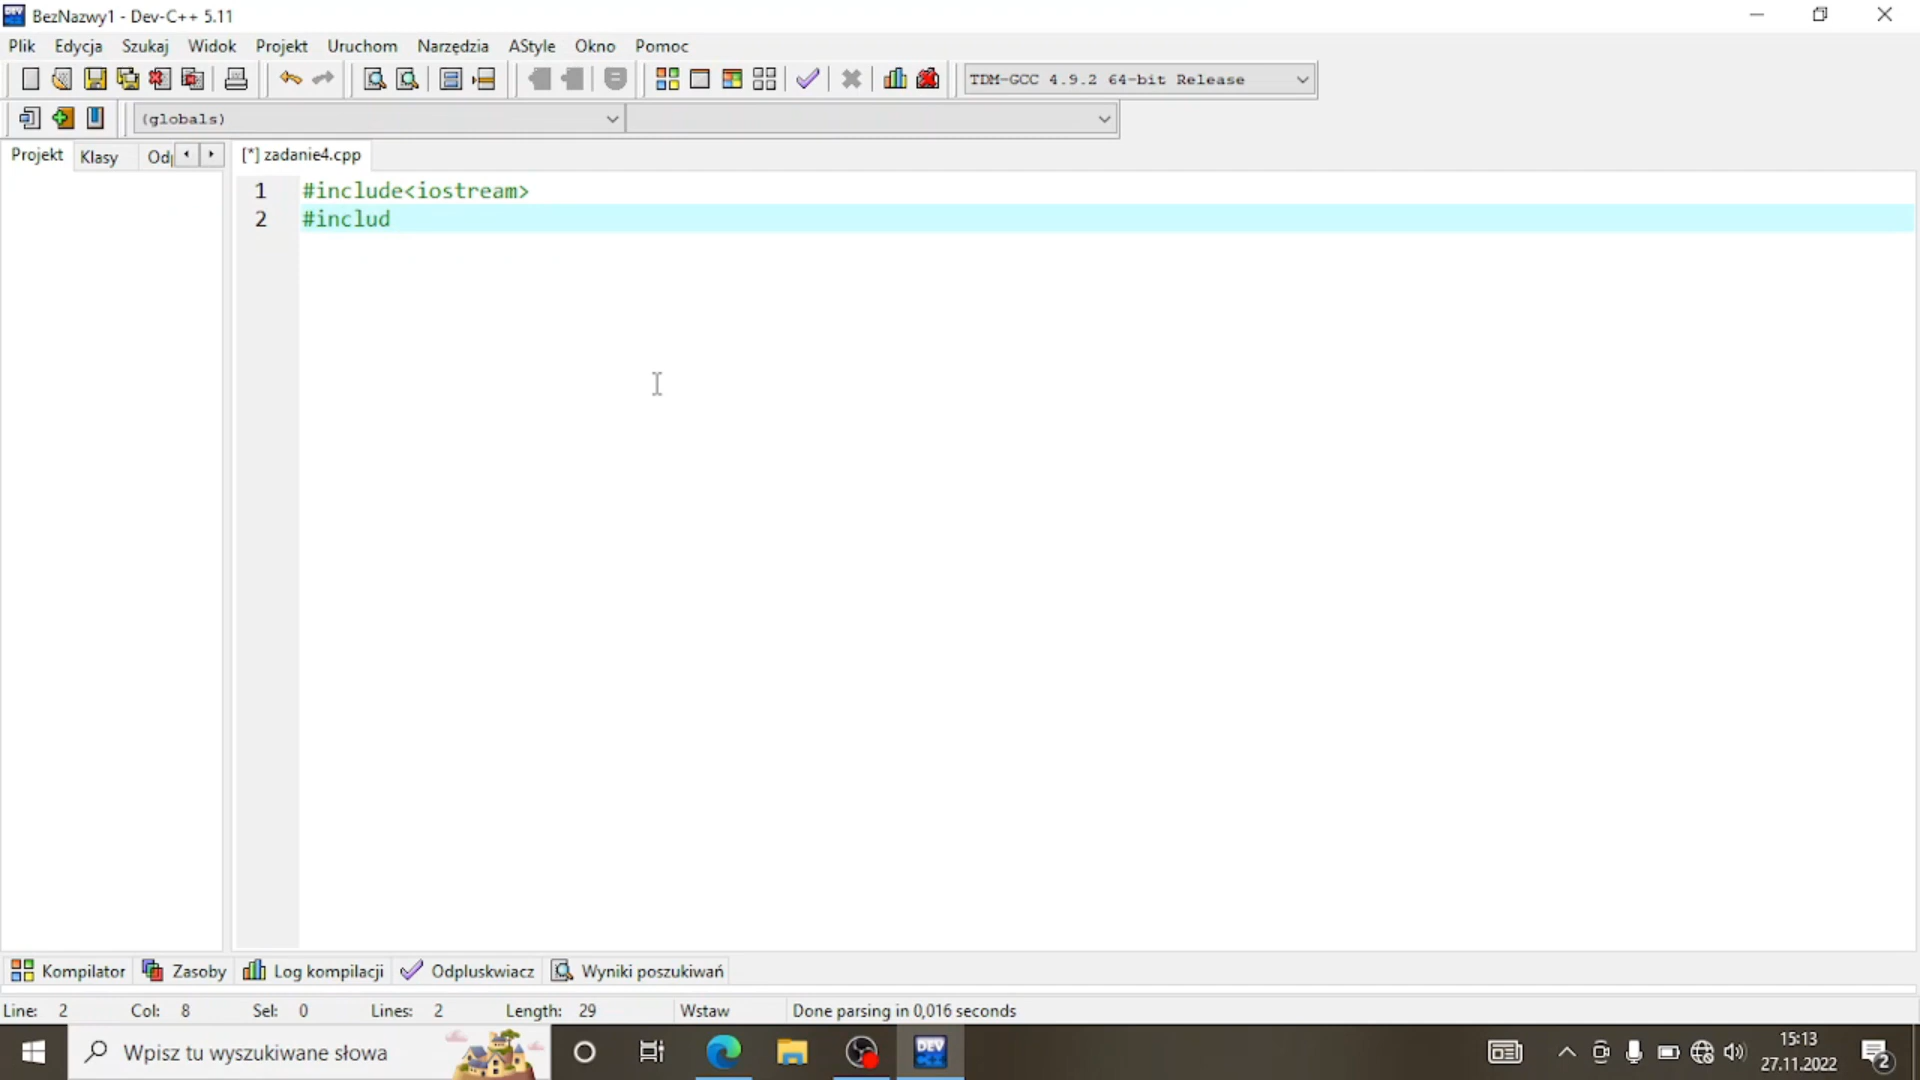 BezNazwy1 - Dev-C++ 5.11
Plik Edycja Szukaj Widok Projekt Uruchom Narzędzia AStyle Okno Pomoc
TDM-GCC 4.9.2 64-bit Release
(globals)
Projekt Klasy Od [*] zadanie4.cpp
1 #include<iostream>
2 #includ
Kompilator Zasoby Log kompilacji Odpluskwiacz Wyniki poszukiwań
Line: 2 Col: 8 Sel: 0 Lines: 2 Length: 29 Wstaw Done parsing in 0,016 seconds
Wpisz tu wyszukiwane słowa
DEV
15:13
27.11.2022
2